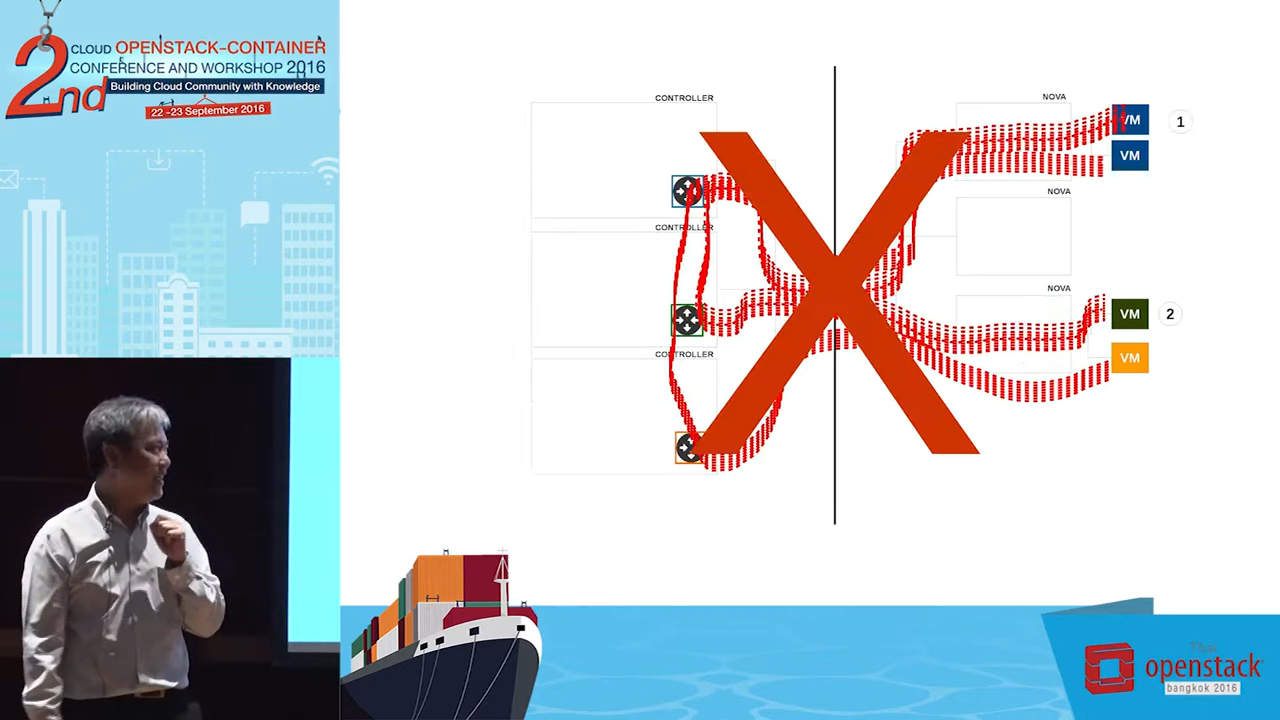 2nd
CLOUD OPENSTACK-CONTAINER
CONFERENCE AND WORKSHOP 2016
Building Cloud Community with Knowledge
22 -23 September 2016
CONTROLLER
CONTROLLER
CONTROLLER
NOVA
VM
1
VM
NOVA
NOVA
VM
2
VM
Thai
openstack
bangkok 2016